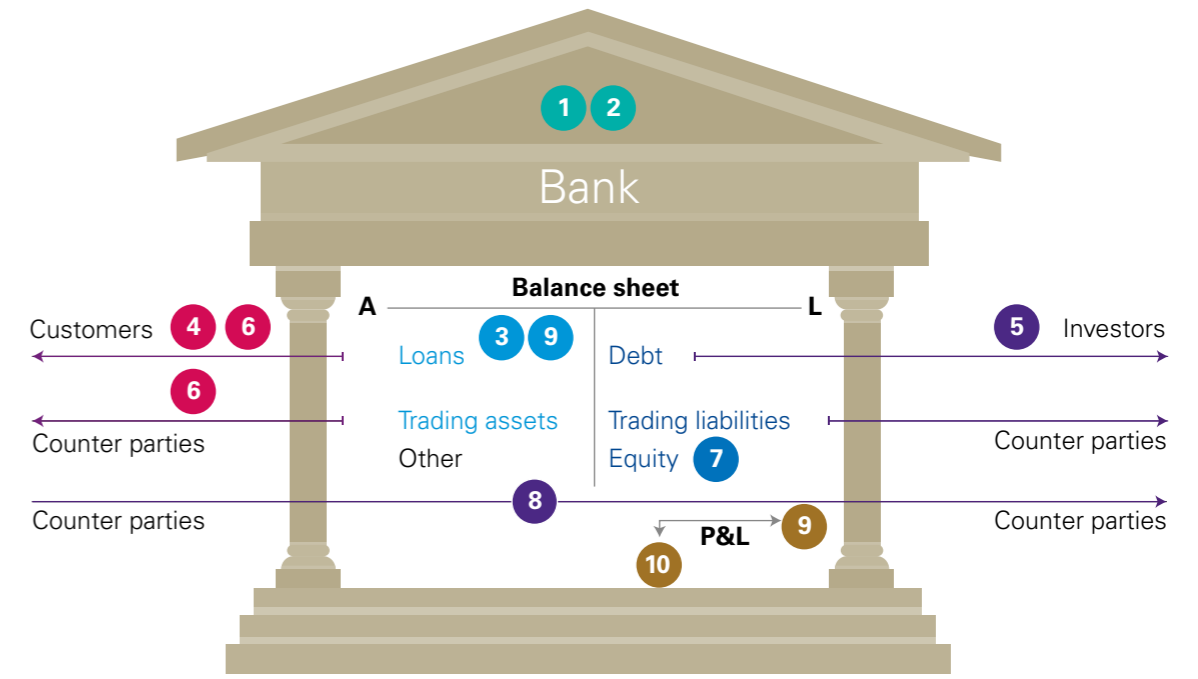 1 2
Bank
Balance sheet
A L
Customers 4 6
3 9
5 Investors
Loans
Debt
6
Trading assets
Trading liabilities
Counter parties
Counter parties
Other
Equity 7
8
Counter parties
Counter parties
P&L
9
10